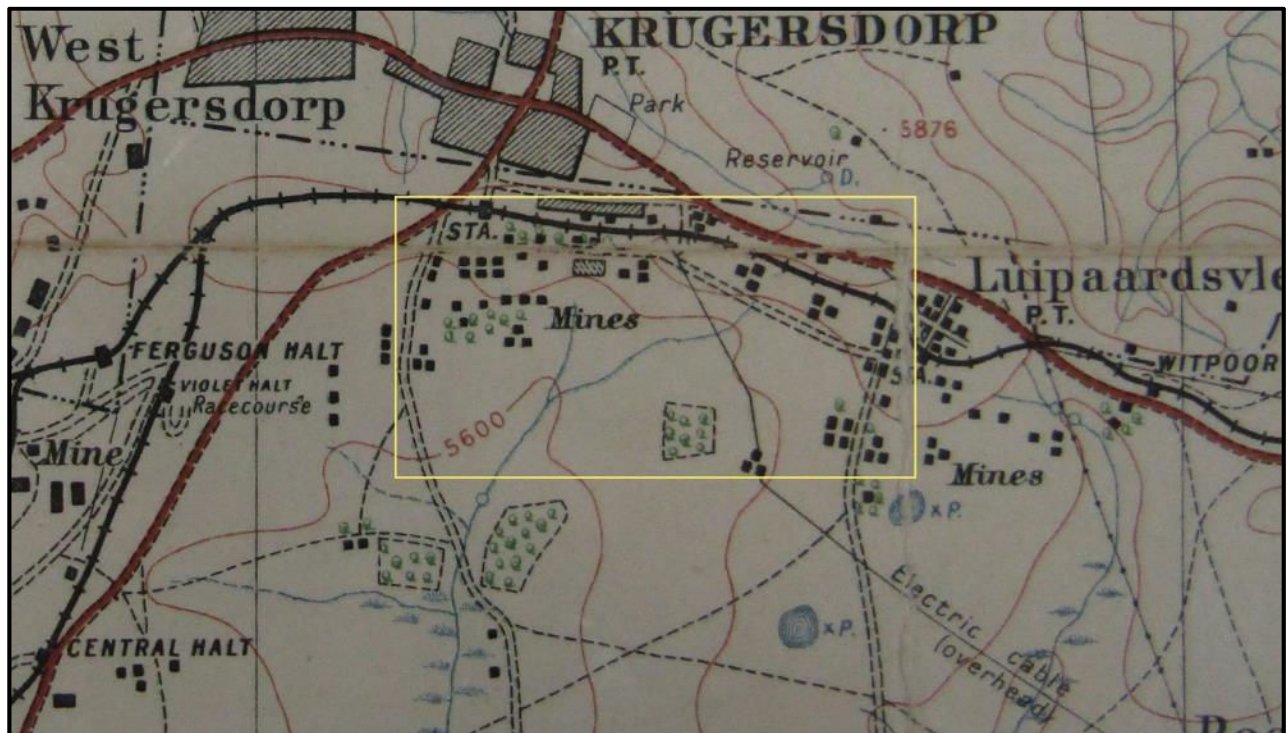 West
Krugersdorp
KRUGERSDORP
P.T.
Park
5876
Reservoir
D.
STA.
Luipaardsvle
P.T.
Mines
FERGUSON HALT
WITPOOR
VIOLET HALT
Racecourse
5600
Mine
Mines
x P.
x P.
Electric cable
(overhead)
CENTRAL HALT